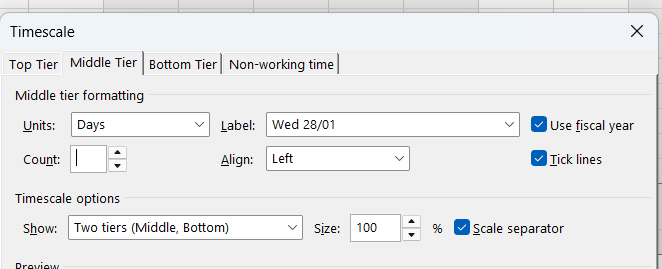 Timescale
Top Tier Middle Tier Bottom Tier Non-working time
Middle tier formatting
Units: Days Label: Wed 28/01 Use fiscal year
Count: Align: Left Tick lines
Timescale options
Show: Two tiers (Middle, Bottom) Size: 100 % Scale separator
Preview